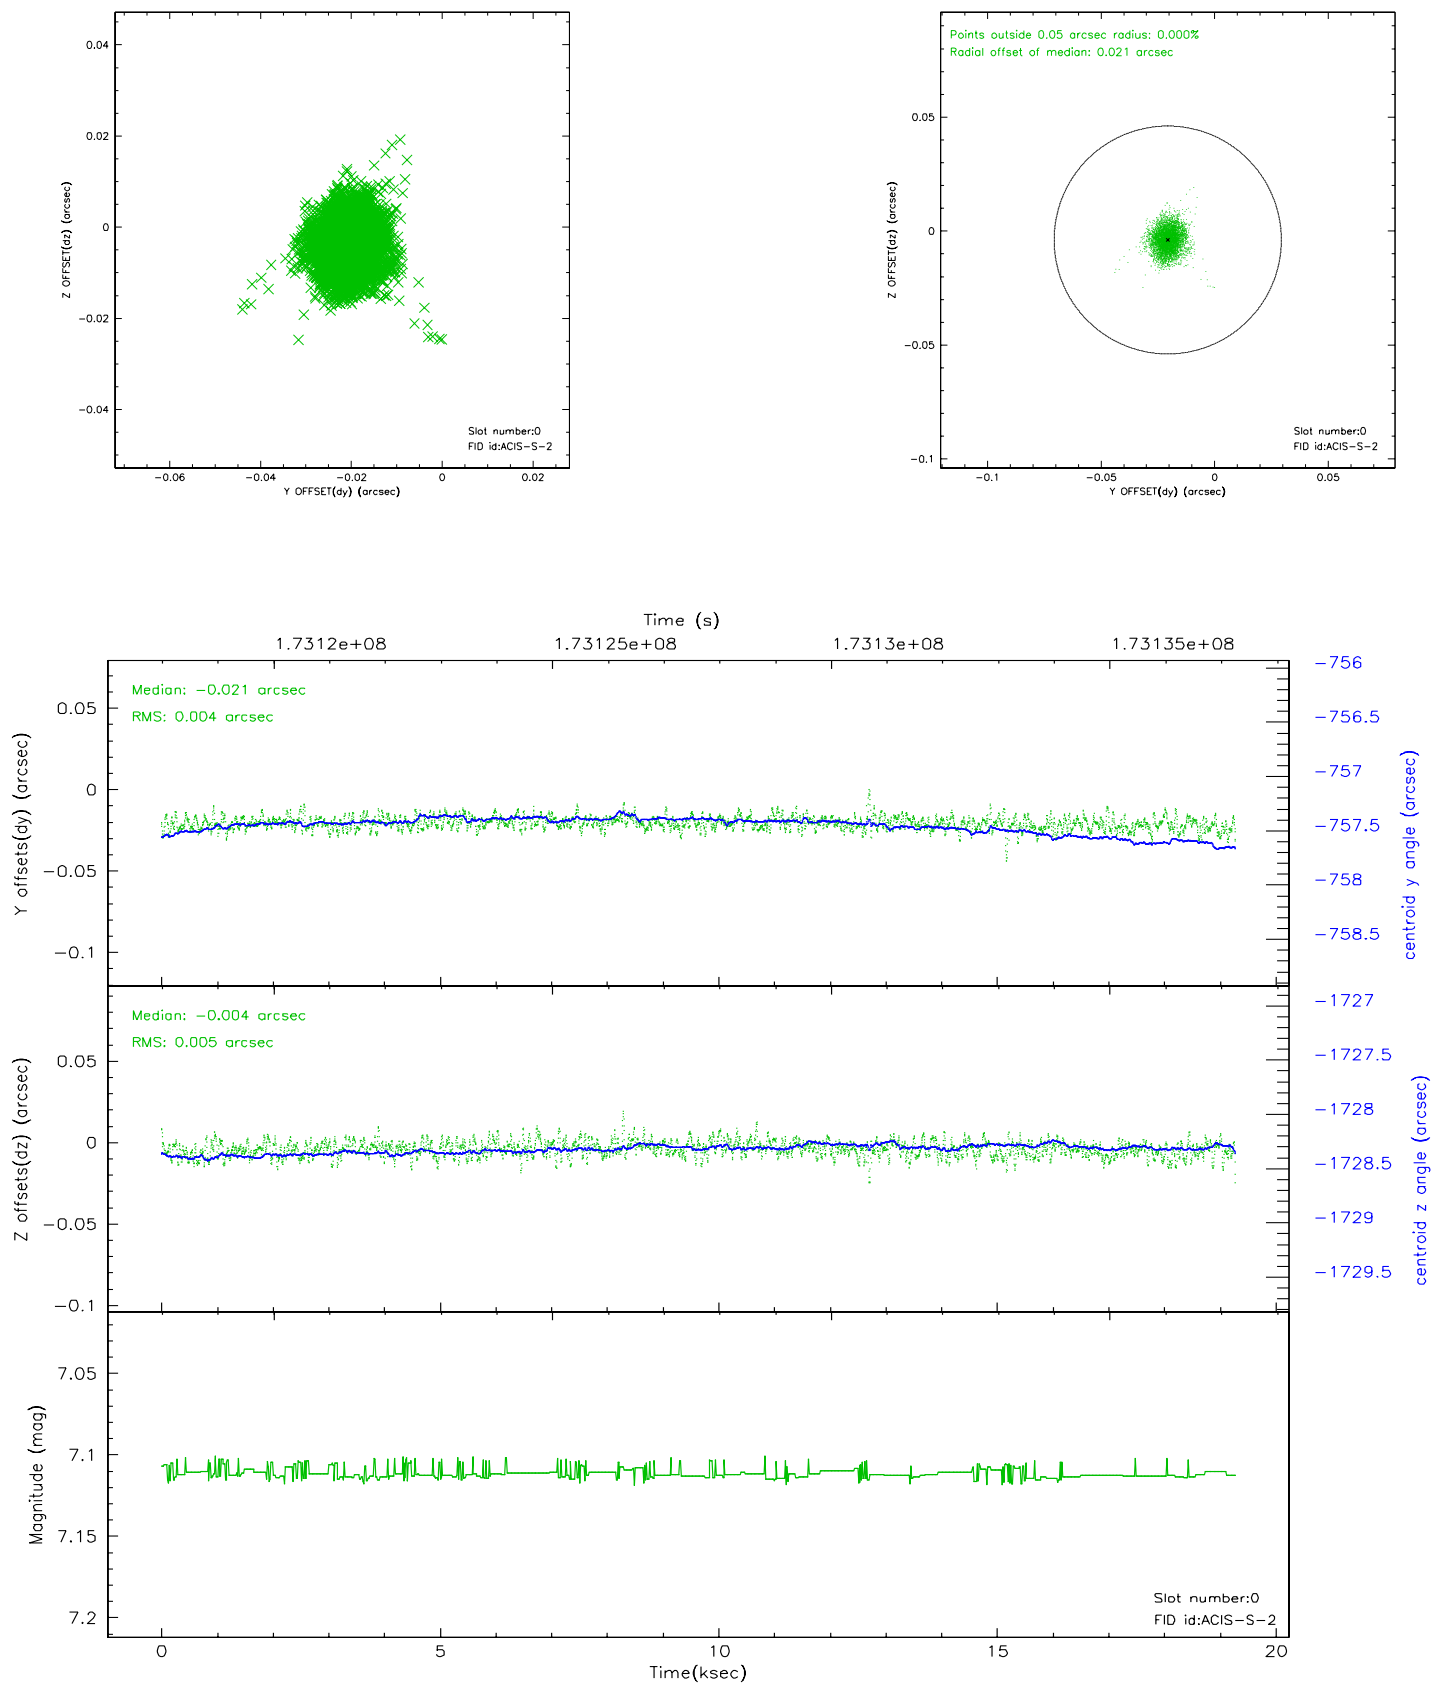 0.04
0.02
0
-0.02
-0.04
Z OFFSET(dz) (arcsec)
Slot number:0
FID id:ACIS-S-2
-0.06 -0.04 -0.02 0 0.02
Y OFFSET(dy) (arcsec)
Points outside 0.05 arcsec radius: 0.000%
Radial offset of median: 0.021 arcsec
0.05
0
-0.05
-0.1
Z OFFSET(dz) (arcsec)
Slot number:0
FID id:ACIS-S-2
-0.1 -0.05 0 0.05
Y OFFSET(dy) (arcsec)
Time (s)
1.7312e+08 1.73125e+08 1.7313e+08 1.73135e+08
Median: -0.021 arcsec
RMS: 0.004 arcsec
0.05
0
-0.05
-0.1
Y offsets(dy) (arcsec)
-756
-756.5
-757
-757.5
-758
-758.5
centroid y angle (arcsec)
Median: -0.004 arcsec
RMS: 0.005 arcsec
0.05
0
-0.05
-0.1
Z offsets(dz) (arcsec)
-1727
-1727.5
-1728
-1728.5
-1729
-1729.5
centroid z angle (arcsec)
7.05
7.1
7.15
7.2
Magnitude (mag)
Slot number:0
FID id:ACIS-S-2
0 5 10 15 20
Time(ksec)